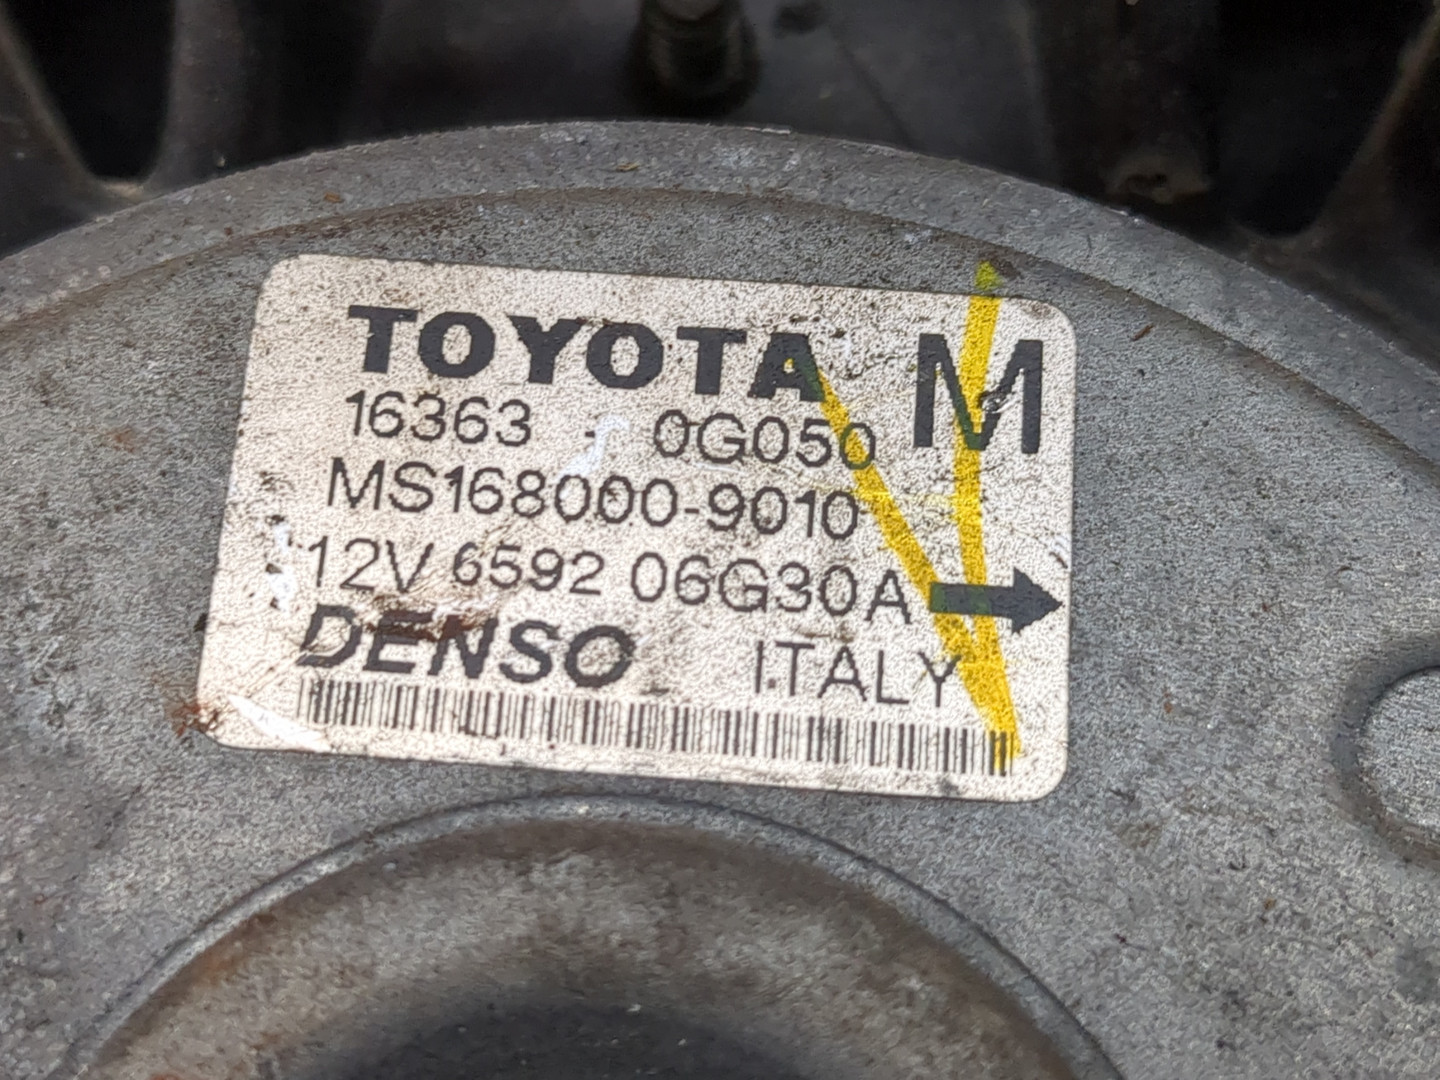 TOYOTA M
16363 - 0G050
MS168000-9010
12V 6592 06G30A
DENSO ITALY